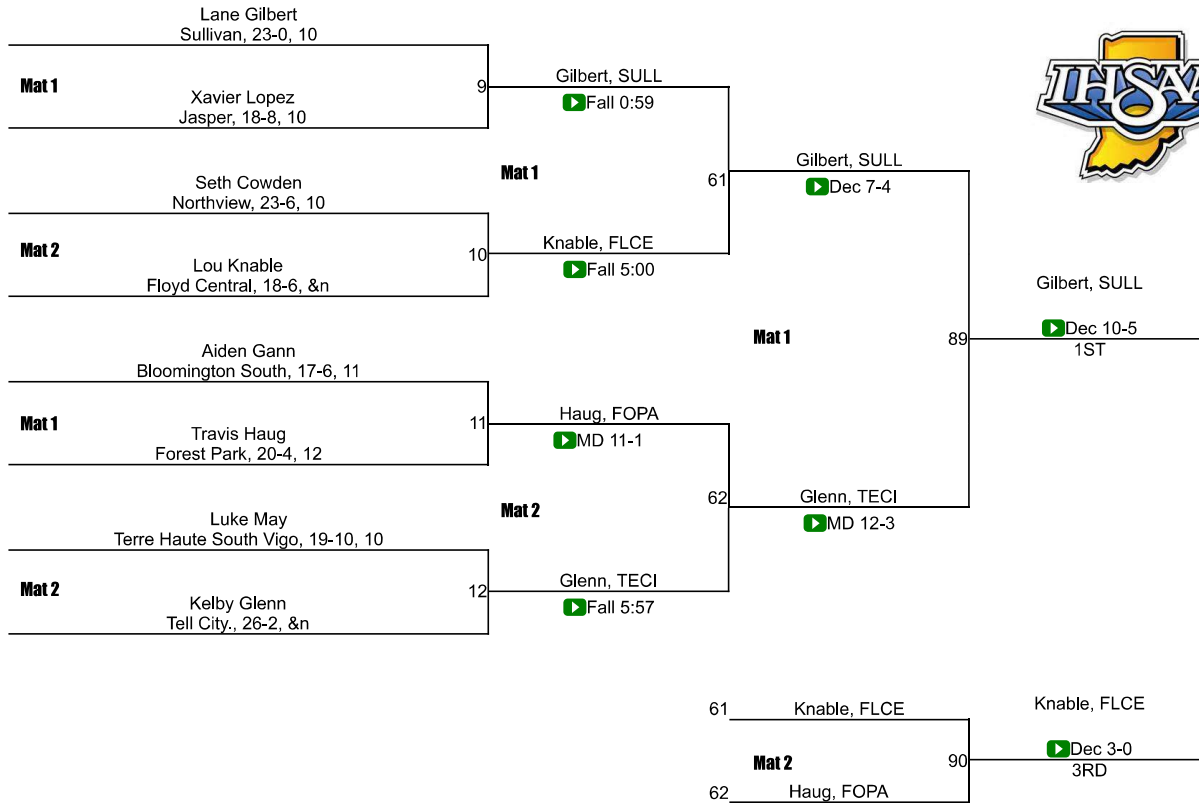 Lane Gilbert
Sullivan, 23-0, 10
Mat 1
9
Xavier Lopez
Jasper, 18-8, 10
Gilbert, SULL
Fall 0:59
Seth Cowden
Northview, 23-6, 10
Mat 2
10
Lou Knable
Floyd Central, 18-6, &n
Knable, FLCE
Fall 5:00
Mat 1
61
Gilbert, SULL
Dec 7-4
Aiden Gann
Bloomington South, 17-6, 11
Mat 1
11
Travis Haug
Forest Park, 20-4, 12
Haug, FOPA
MD 11-1
Luke May
Terre Haute South Vigo, 19-10, 10
Mat 2
12
Kelby Glenn
Tell City., 26-2, &n
Glenn, TECI
Fall 5:57
Mat 2
62
Glenn, TECI
MD 12-3
Mat 1
89
Gilbert, SULL
Dec 10-5
1ST
IHSAA
61
Knable, FLCE
Mat 2
90
62
Haug, FOPA
Knable, FLCE
Dec 3-0
3RD